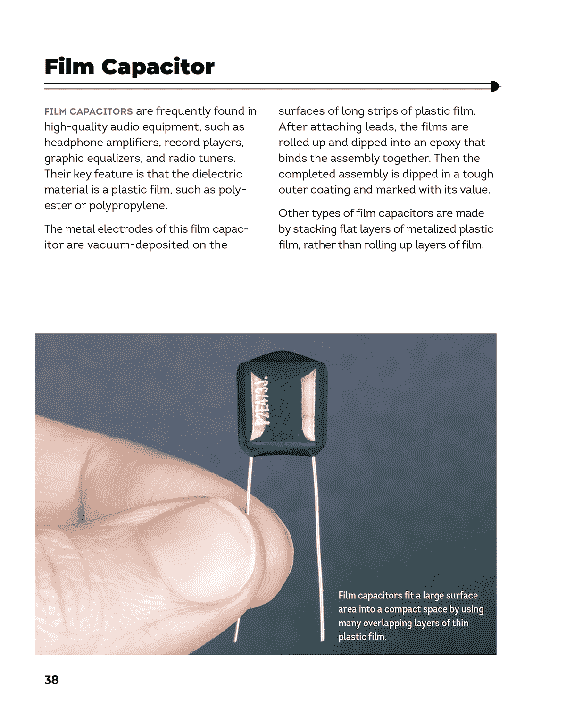 Film Capacitor
FILM CAPACITORS are frequently found in
high-quality audio equipment, such as
headphone amplifiers, record players,
graphic equalizers, and radio tuners.
Their key feature is that the dielectric
material is a plastic film, such as poly-
ester or polypropylene.
The metal electrodes of this film capac-
itor are vacuum-deposited on the
surfaces of long strips of plastic film.
After attaching leads, the films are
rolled up and dipped into an epoxy that
binds the assembly together. Then the
completed assembly is dipped in a tough
outer coating and marked with its value.
Other types of film capacitors are made
by stacking flat layers of metalized plastic
film, rather than rolling up layers of film.
Film capacitors fit a large surface
area into a compact space by using
many overlapping layers of thin
plastic film.
38